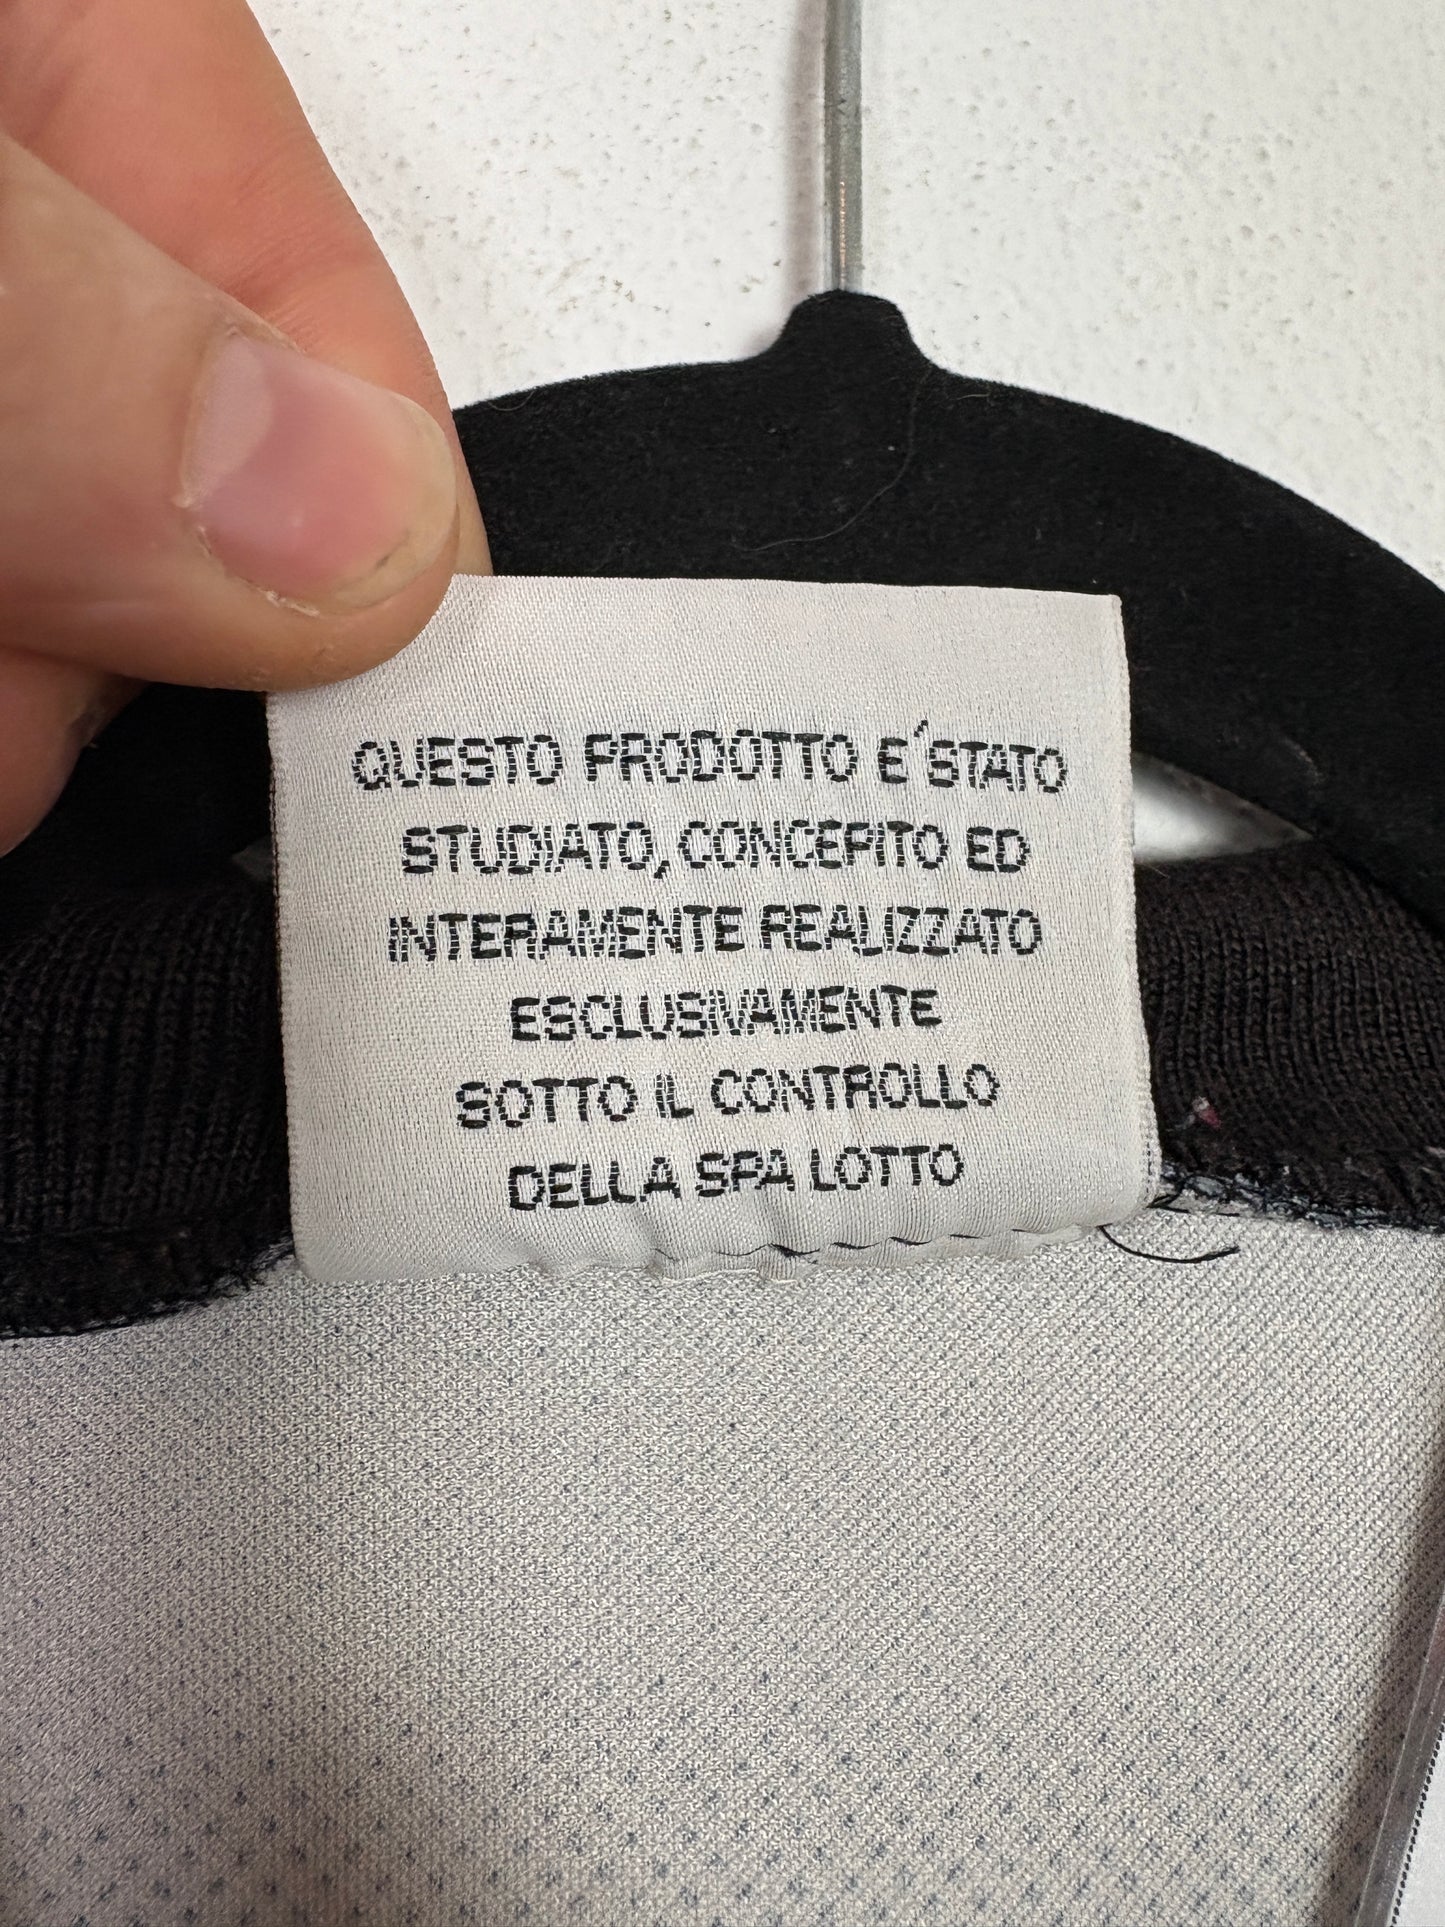 QUESTO PRODOTTO E´ STATO
STUDIATO, CONCEPITO ED
INTERAMENTE REALIZZATO
ESCLUSIVAMENTE
SOTTO IL CONTROLLO
DELLA SPA LOTTO